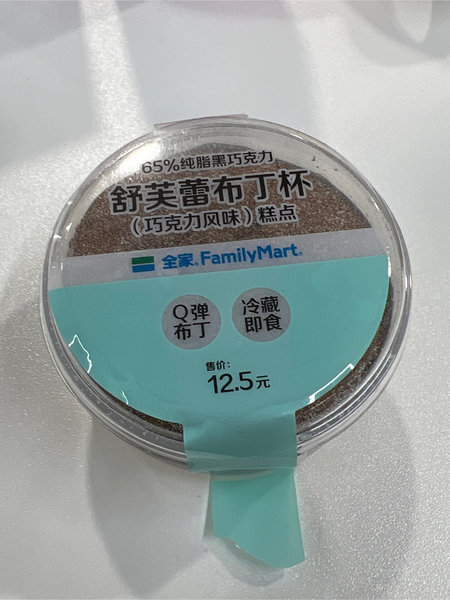 65%纯脂黑巧克力
舒芙蕾布丁杯
（巧克力风味）糕点
全家® FamilyMart®
Q弹
布丁
冷藏
即食
售价：
12.5元